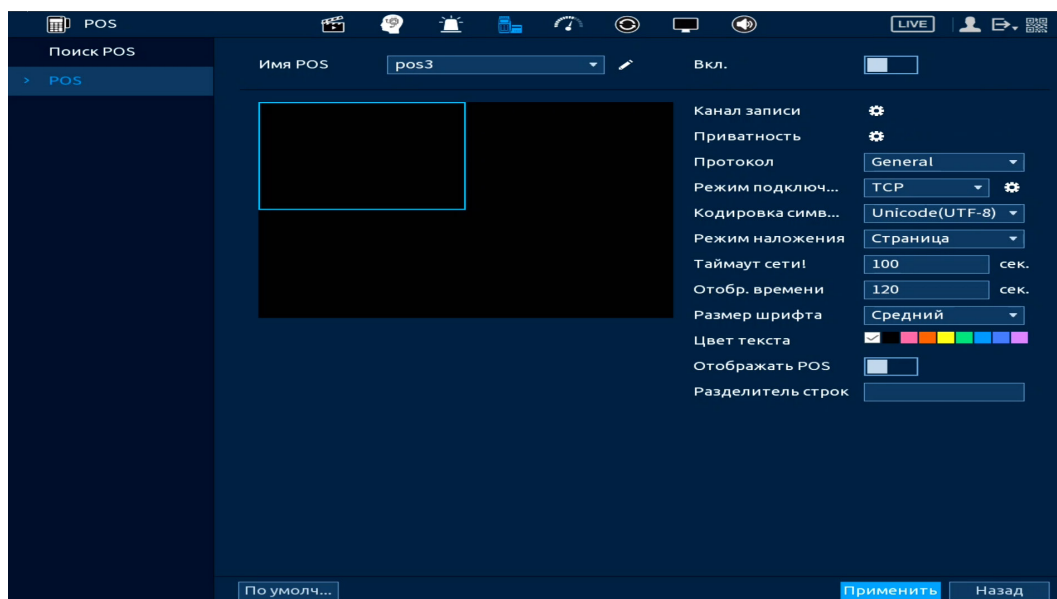 POS
LIVE
Поиск POS
> POS
Имя POS pos3 Вкл.
Канал записи
Приватность
Протокол General
Режим подключ... TCP
Кодировка симв... Unicode(UTF-8)
Режим наложения Страница
Таймаут сети! 100 сек.
Отобр. времени 120 сек.
Размер шрифта Средний
Цвет текста
Отображать POS
Разделитель строк
По умолч... Применить Назад